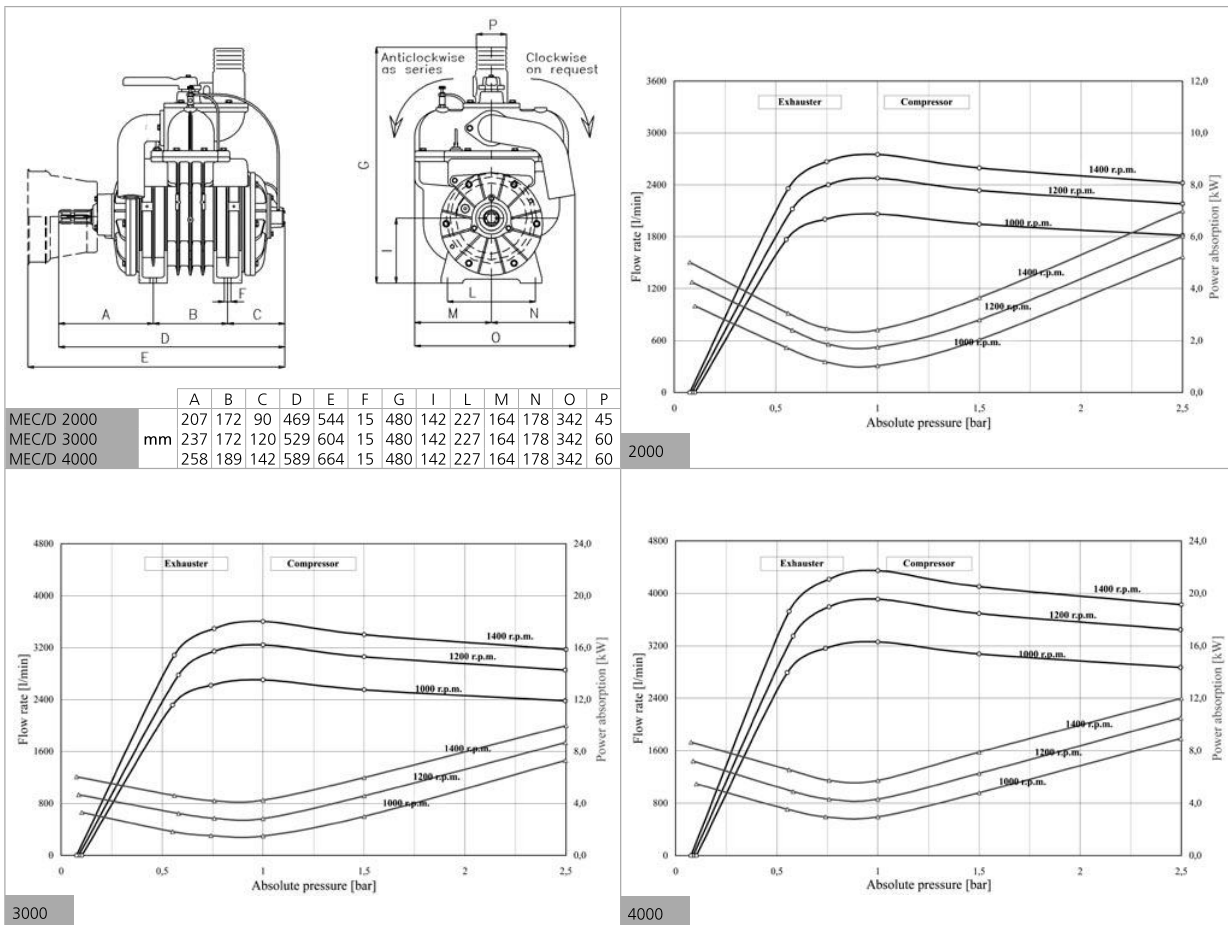 P
Anticlockwise
as series
Clockwise
on request
G
I
F
A B C
L
M N
D
O
E
A B C D E F G I L M N O P
MEC/D 2000 207 172 90 469 544 15 480 142 227 164 178 342 45
MEC/D 3000 mm 237 172 120 529 604 15 480 142 227 164 178 342 60
MEC/D 4000 258 189 142 589 664 15 480 142 227 164 178 342 60
3600 12,0
Exhauster Compressor
3000 10,0
1400 r.p.m.
2400 8,0
1200 r.p.m.
1000 r.p.m.
1800 6,0
1400 r.p.m.
1200 4,0
1200 r.p.m.
1000 r.p.m.
600 2,0
0 0,0
0 0,5 1 1,5 2 2,5
Flow rate [l/min]
Power absorption [kW]
Absolute pressure [bar]
2000
4800 24,0
Exhauster Compressor
4000 20,0
1400 r.p.m.
3200 16,0
1200 r.p.m.
1000 r.p.m.
2400 12,0
1400 r.p.m.
1600 8,0
1200 r.p.m.
1000 r.p.m.
800 4,0
0 0,0
0 0,5 1 1,5 2 2,5
Flow rate [l/min]
Power absorption [kW]
Absolute pressure [bar]
3000
4800 24,0
Exhauster Compressor
1400 r.p.m.
4000 20,0
1200 r.p.m.
3200 16,0
1000 r.p.m.
2400 12,0
1400 r.p.m.
1600 8,0
1200 r.p.m.
1000 r.p.m.
800 4,0
0 0,0
0 0,5 1 1,5 2 2,5
Flow rate [l/min]
Power absorption [kW]
Absolute pressure [bar]
4000